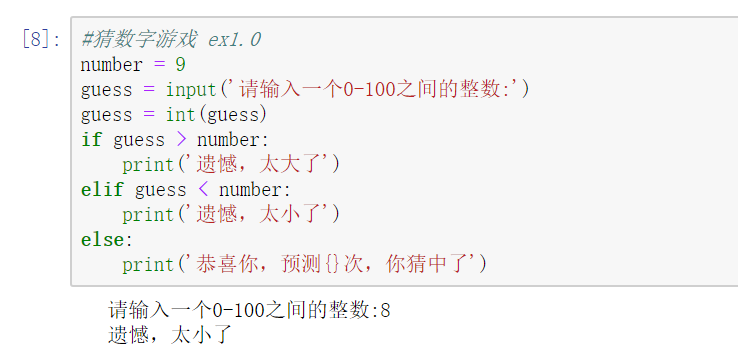 [8]: #猜数字游戏 ex1.0
number = 9
guess = input('请输入一个0-100之间的整数:')
guess = int(guess)
if guess > number:
    print('遗憾，太大了')
elif guess < number:
    print('遗憾，太小了')
else:
    print('恭喜你，预测{}次，你猜中了')
请输入一个0-100之间的整数:8
遗憾，太小了